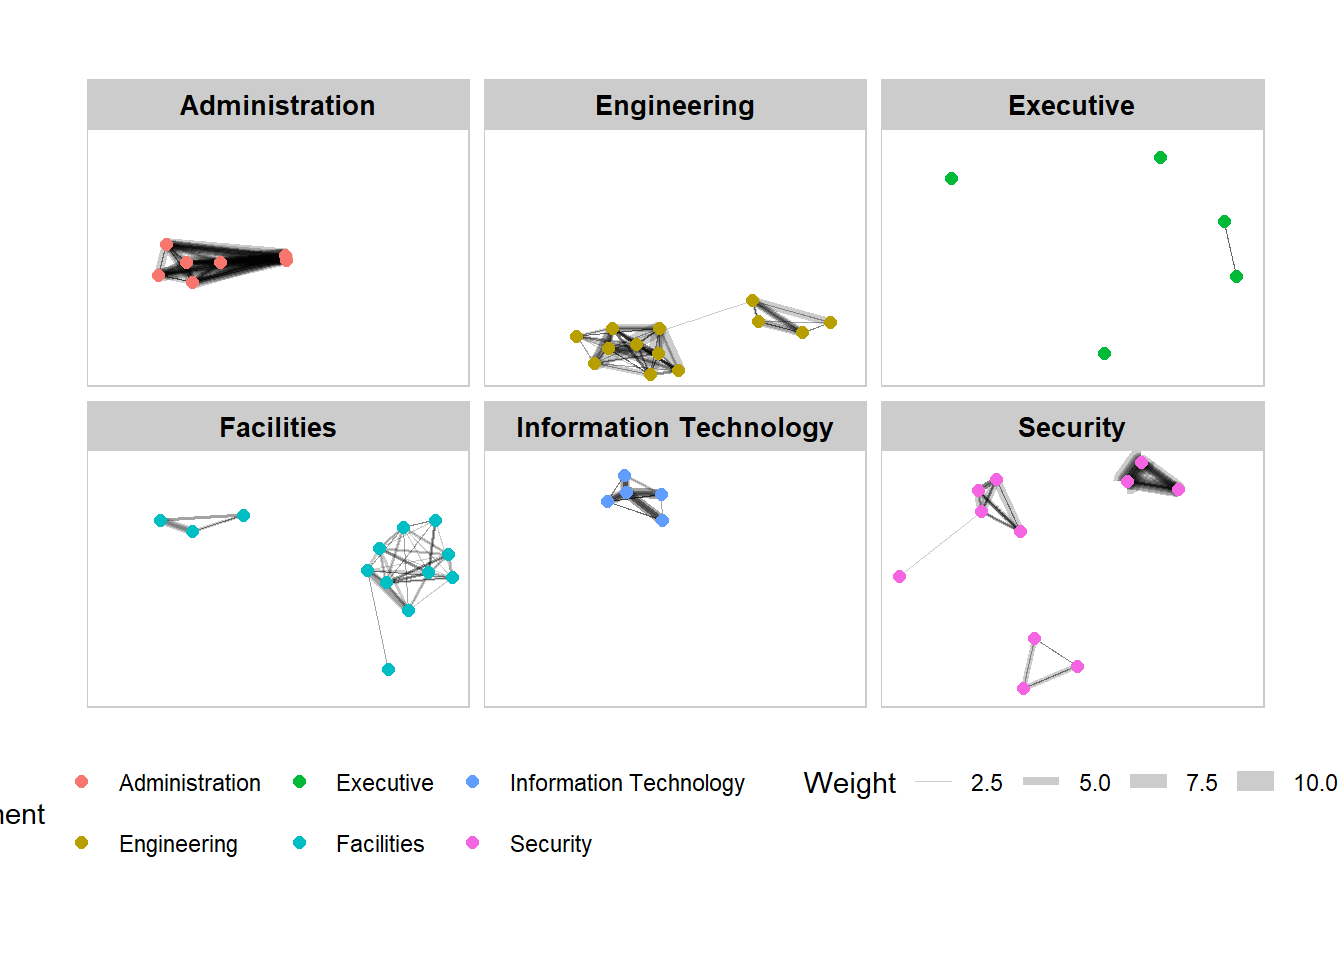 Administration
Engineering
Executive
Facilities
Information Technology
Security
Administration
Executive
Information Technology
Engineering
Facilities
Security
Weight
2.5
5.0
7.5
10.0